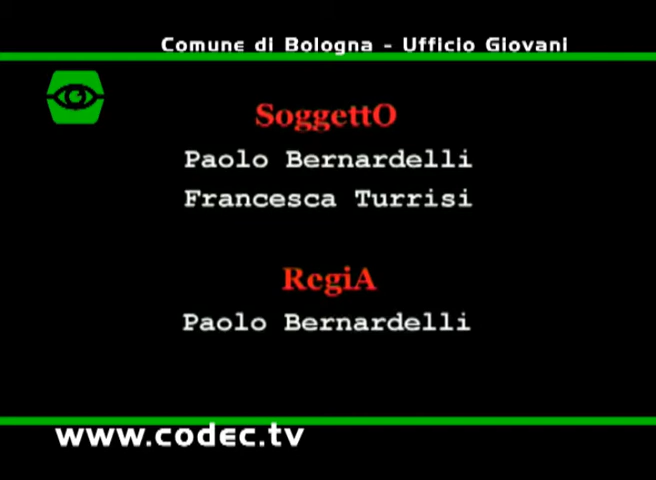 Comune di Bologna - Ufficio Giovani
SoggettO
Paolo Bernardelli
Francesca Turrisi
RegiA
Paolo Bernardelli
www.codec.tv